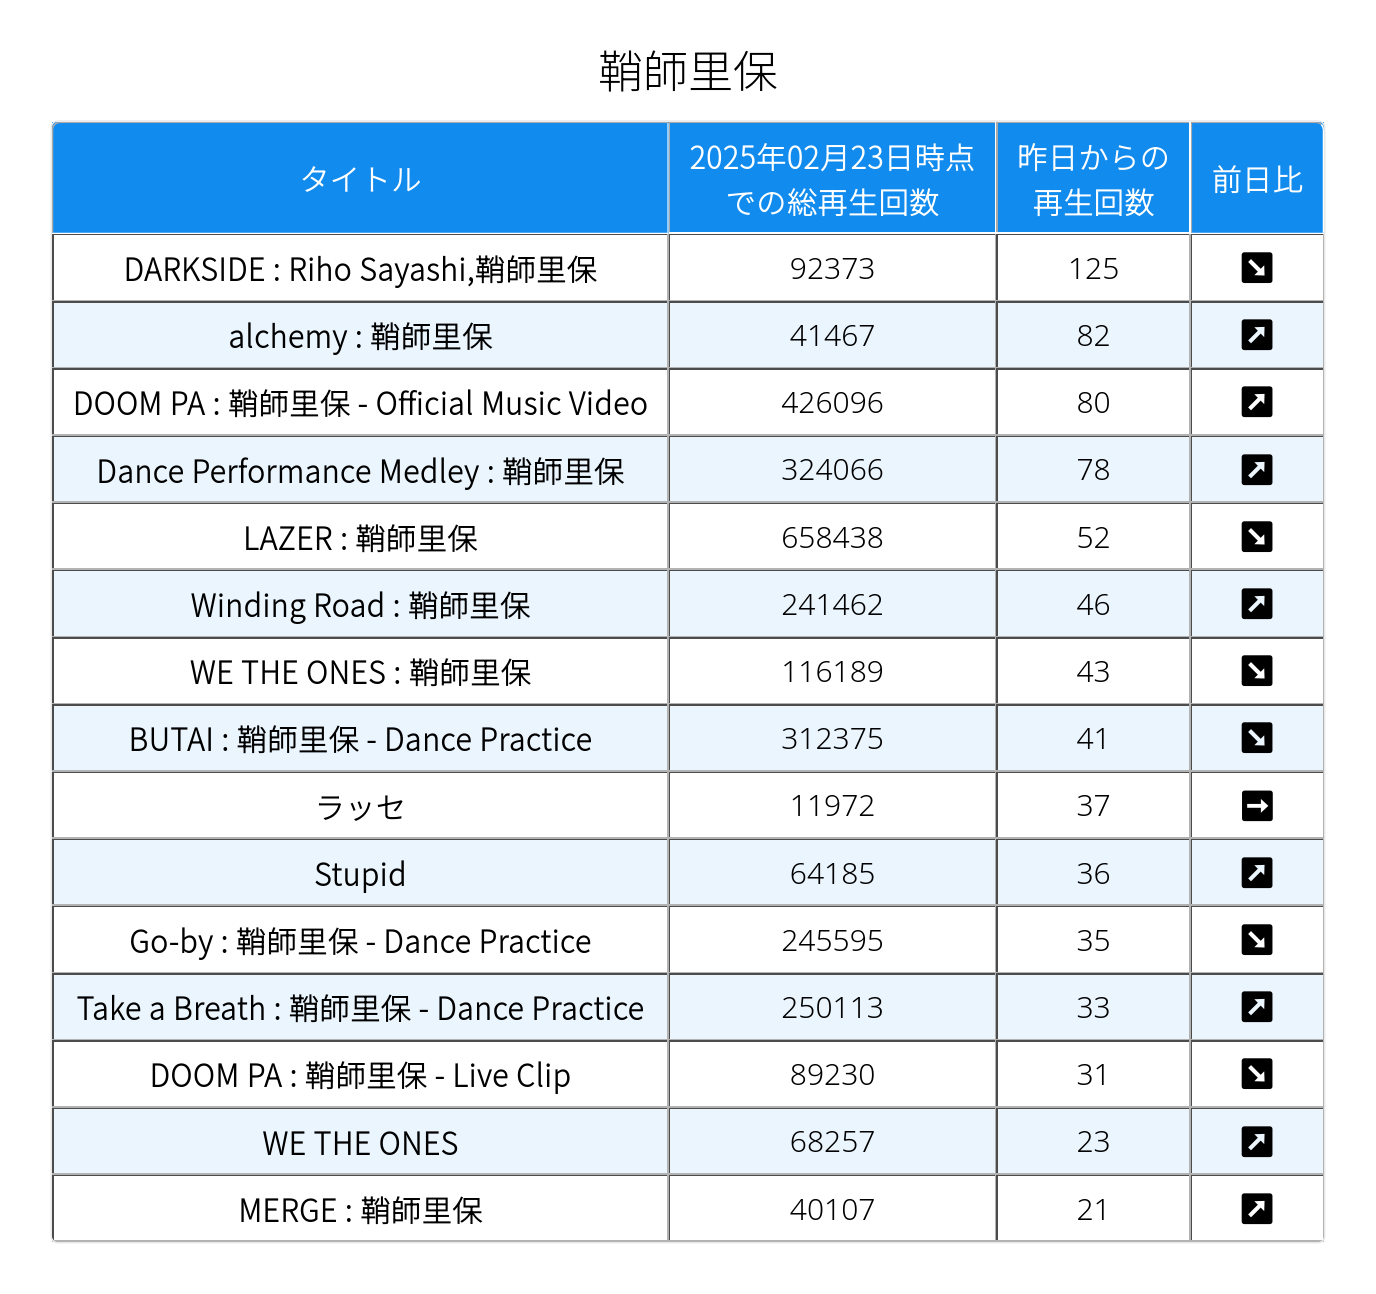 鞘師里保
タイトル 2025年02月23日時点での総再生回数 昨日からの再生回数 前日比
DARKSIDE : Riho Sayashi,鞘師里保 92373 125 ↘
alchemy : 鞘師里保 41467 82 ↗
DOOM PA : 鞘師里保 - Official Music Video 426096 80 ↗
Dance Performance Medley : 鞘師里保 324066 78 ↗
LAZER : 鞘師里保 658438 52 ↘
Winding Road : 鞘師里保 241462 46 ↗
WE THE ONES : 鞘師里保 116189 43 ↘
BUTAI : 鞘師里保 - Dance Practice 312375 41 ↘
ラッセ 11972 37 →
Stupid 64185 36 ↗
Go-by : 鞘師里保 - Dance Practice 245595 35 ↘
Take a Breath : 鞘師里保 - Dance Practice 250113 33 ↗
DOOM PA : 鞘師里保 - Live Clip 89230 31 ↘
WE THE ONES 68257 23 ↗
MERGE : 鞘師里保 40107 21 ↗